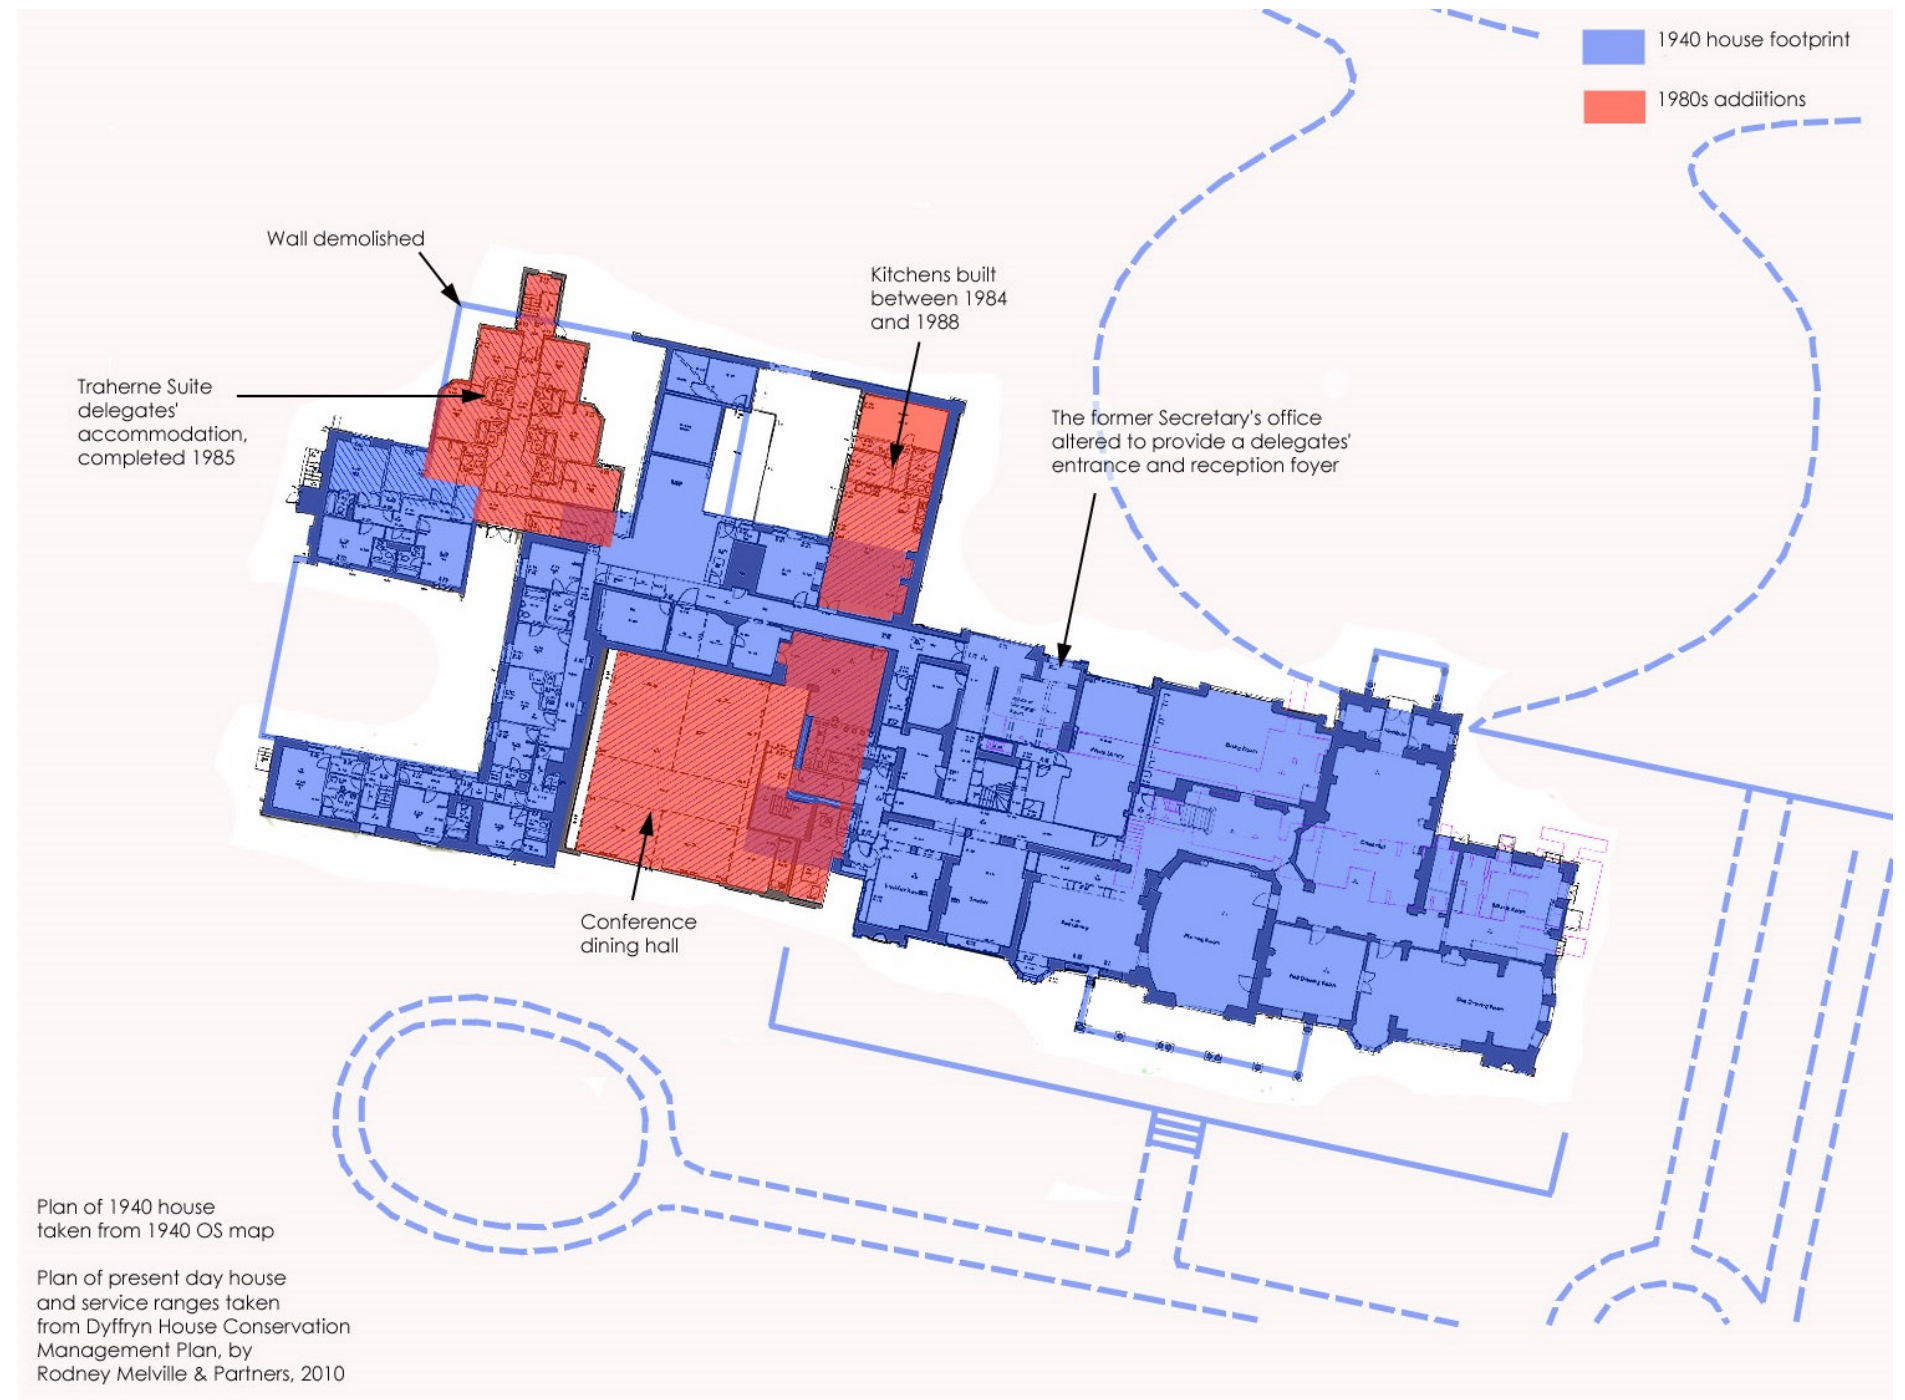 1940 house footprint
1980s addiitions
Wall demolished
Kitchens built
between 1984
and 1988
Traherne Suite
delegates'
accommodation,
completed 1985
The former Secretary's office
altered to provide a delegates'
entrance and reception foyer
Conference
dining hall
Plan of 1940 house
taken from 1940 OS map
Plan of present day house
and service ranges taken
from Dyffryn House Conservation
Management Plan, by
Rodney Melville & Partners, 2010